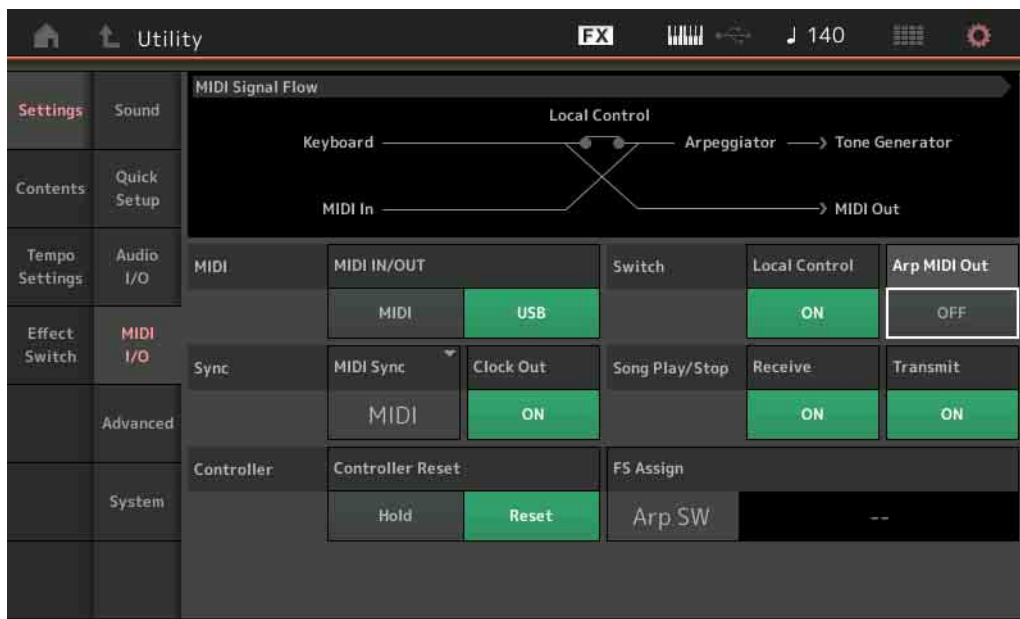 Utility
FX
♩ 140
Settings
Contents
Tempo
Settings
Effect
Switch
Sound
Quick
Setup
Audio
I/O
MIDI
I/O
Advanced
System
MIDI Signal Flow
Local Control
Keyboard
Arpeggiator
Tone Generator
MIDI In
MIDI Out
MIDI
MIDI IN/OUT
MIDI
USB
Switch
Local Control
ON
Arp MIDI Out
OFF
Sync
MIDI Sync
MIDI
Clock Out
ON
Song Play/Stop
Receive
ON
Transmit
ON
Controller
Controller Reset
Hold
Reset
FS Assign
Arp SW
--